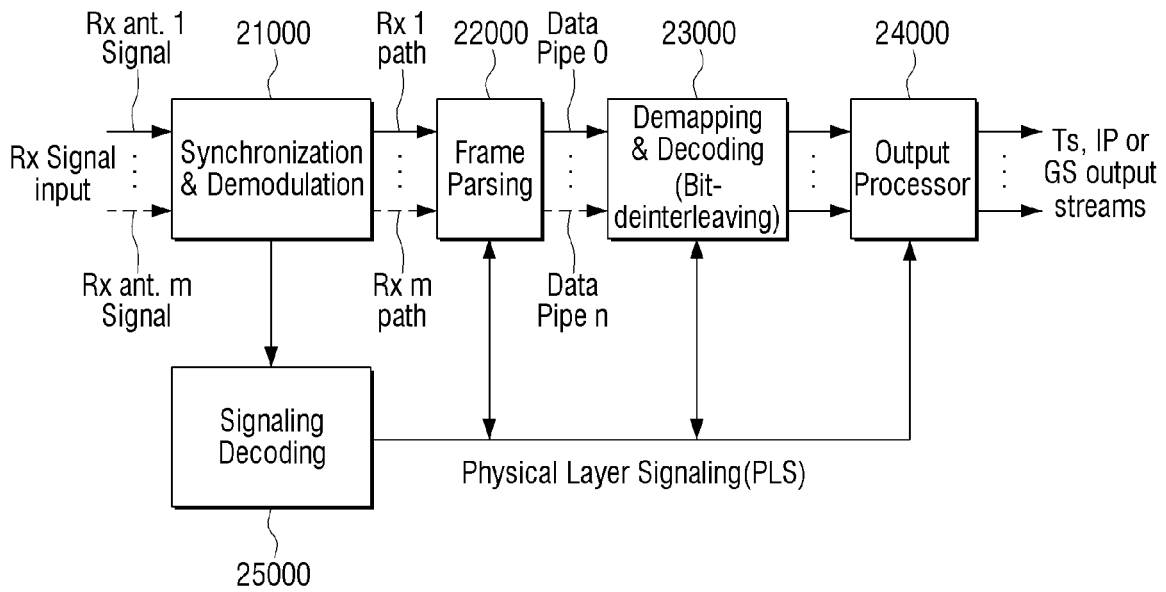 Rx ant. 1
Signal
21000
Rx 1
path
22000
Data
Pipe 0
23000
24000
Rx Signal
input
Synchronization
& Demodulation
Frame
Parsing
Demapping
& Decoding
(Bit-
deinterleaving)
Output
Processor
Ts, IP or
GS output
streams
Rx ant. m
Signal
Rx m
path
Data
Pipe n
Signaling
Decoding
Physical Layer Signaling(PLS)
25000